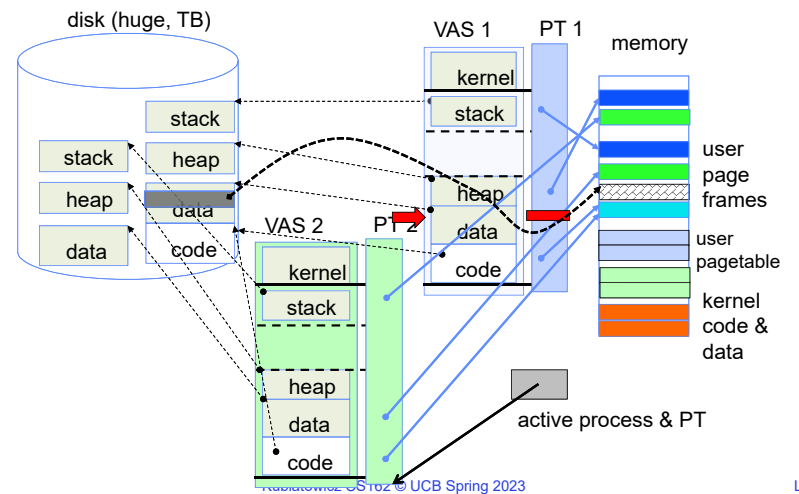 disk (huge, TB)
VAS 1
PT 1
memory
kernel
stack
stack
heap
stack
heap
data
code
heap
data
code
user
page
frames
user
pagetable
kernel
code &
data
heap
data
VAS 2
PT 2
kernel
stack
heap
data
code
active process & PT
Kubiatowicz CS162 © UCB Spring 2023
L